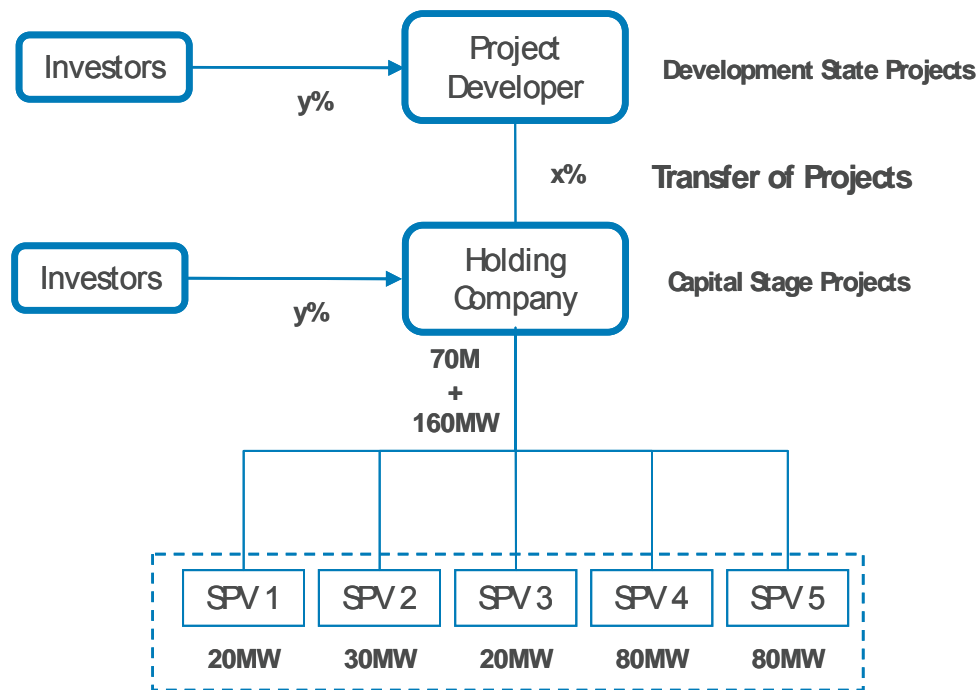 Investors
y%
Project
Developer
Development State Projects
x%
Transfer of Projects
Investors
y%
Holding
Company
Capital Stage Projects
70M
+
160MW
SPV 1
SPV 2
SPV 3
SPV 4
SPV 5
20MW
30MW
20MW
80MW
80MW